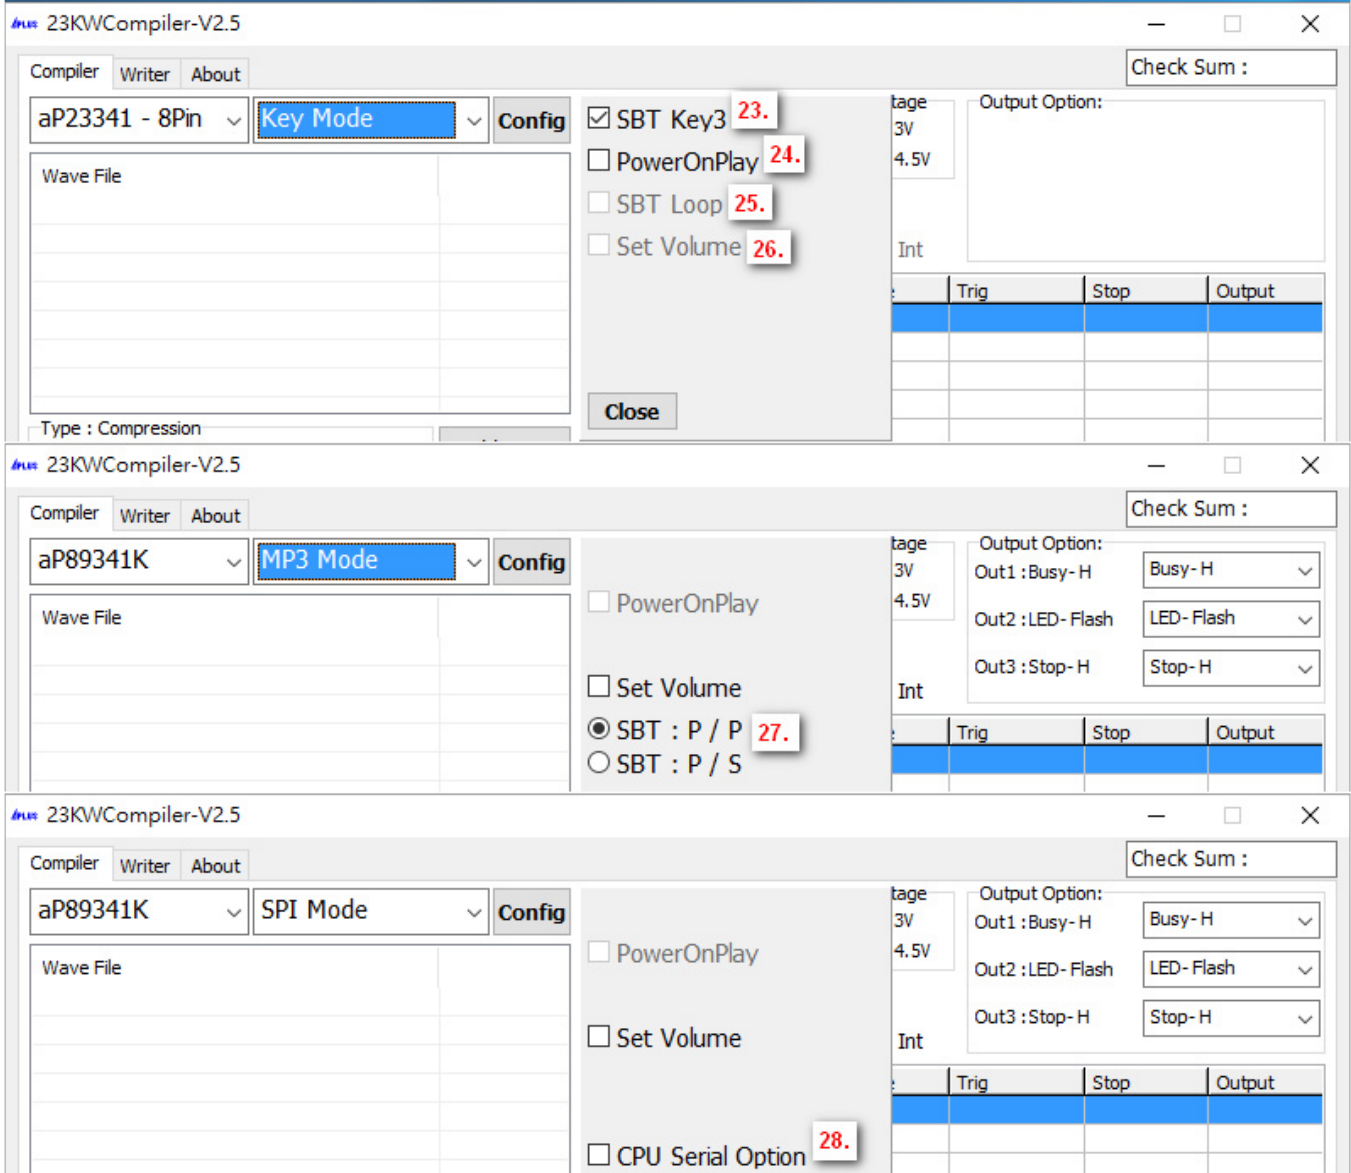 aPLUS 23KWCompiler-V2.5
Check Sum :
Compiler Writer About
aP23341 - 8Pin Key Mode Config
SBT Key3 23.
PowerOnPlay 24.
SBT Loop 25.
Set Volume 26.
Close
tage
3V
4.5V
Int
Output Option:
Wave File
Trig Stop Output
Type : Compression
aPLUS 23KWCompiler-V2.5
Check Sum :
Compiler Writer About
aP89341K MP3 Mode Config
PowerOnPlay
Set Volume
SBT : P / P 27.
SBT : P / S
tage
3V
4.5V
Int
Output Option:
Out1 :Busy-H Busy-H
Out2 :LED-Flash LED-Flash
Out3 :Stop-H Stop-H
Wave File
Trig Stop Output
aPLUS 23KWCompiler-V2.5
Check Sum :
Compiler Writer About
aP89341K SPI Mode Config
PowerOnPlay
Set Volume
CPU Serial Option 28.
tage
3V
4.5V
Int
Output Option:
Out1 :Busy-H Busy-H
Out2 :LED-Flash LED-Flash
Out3 :Stop-H Stop-H
Wave File
Trig Stop Output